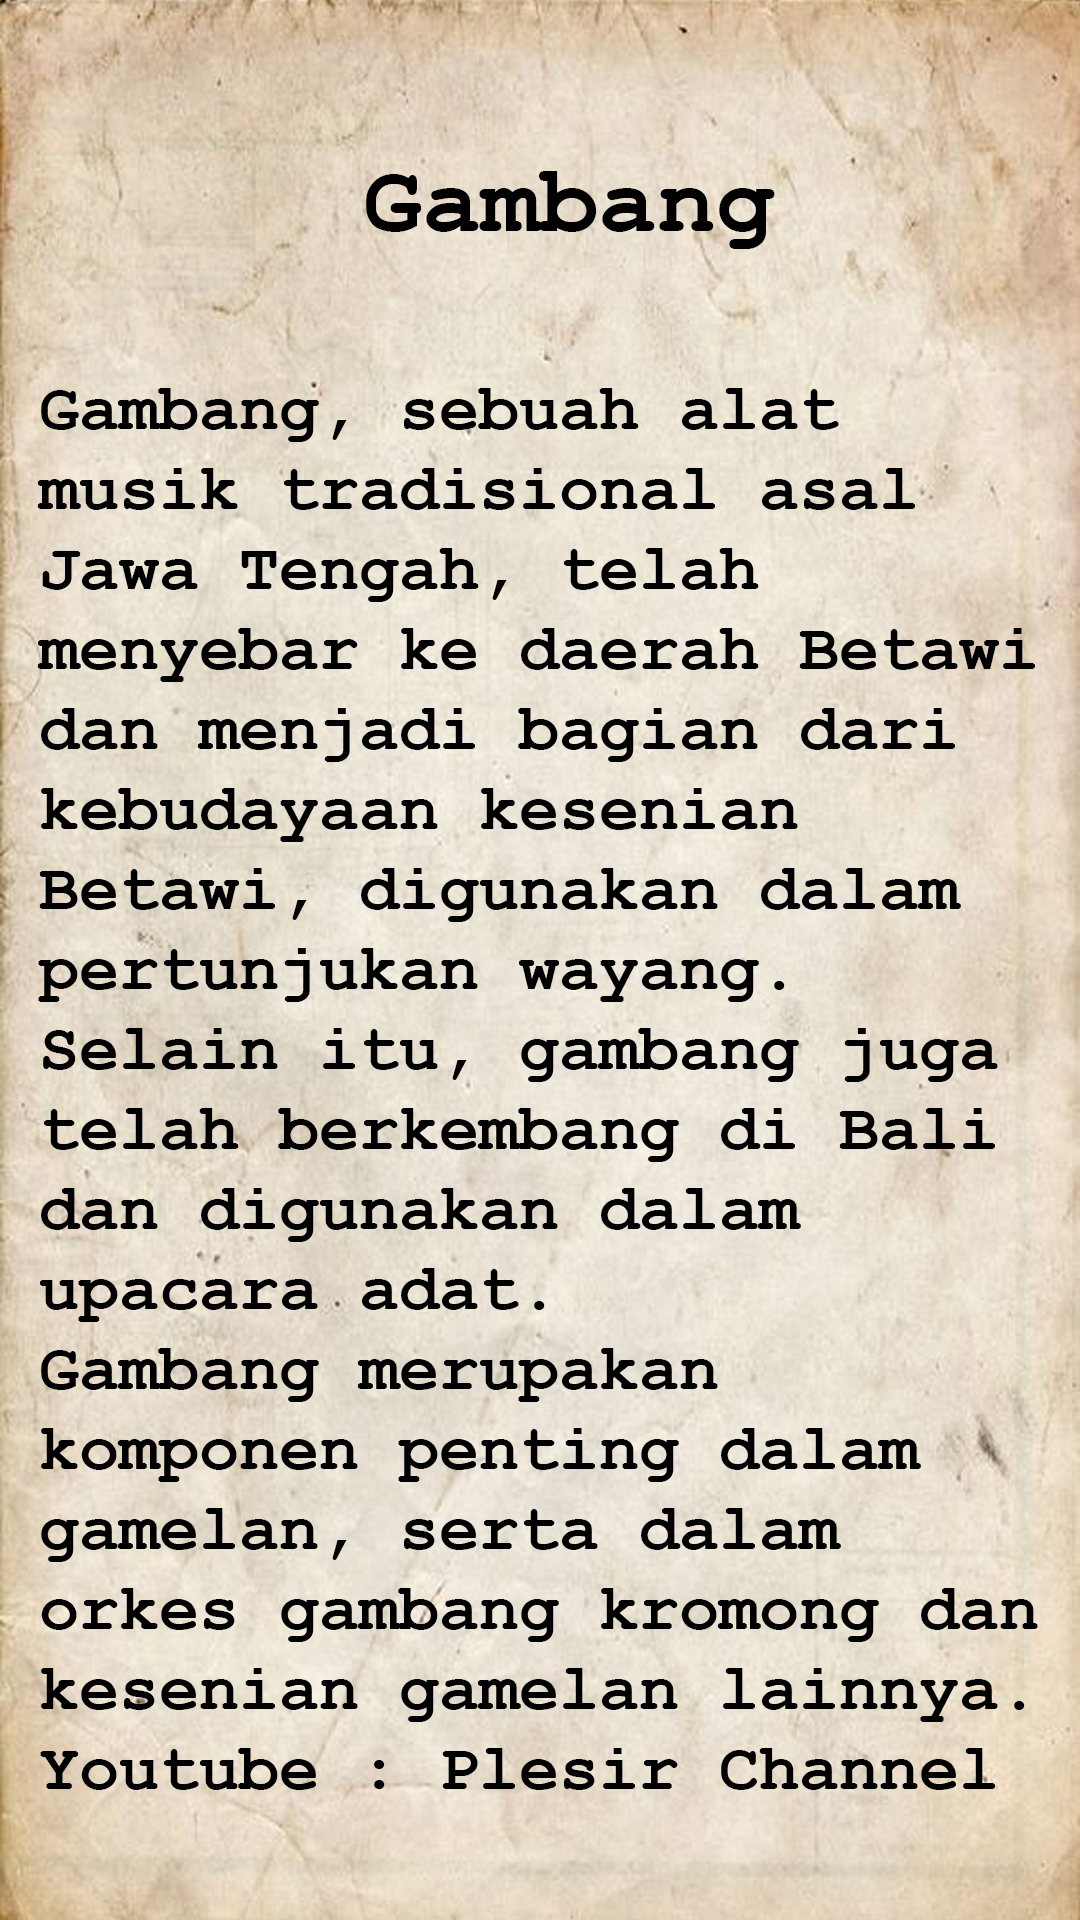 Gambang
Gambang, sebuah alat
musik tradisional asal
Jawa Tengah, telah
menyebar ke daerah Betawi
dan menjadi bagian dari
kebudayaan kesenian
Betawi, digunakan dalam
pertunjukan wayang.
Selain itu, gambang juga
telah berkembang di Bali
dan digunakan dalam
upacara adat.
Gambang merupakan
komponen penting dalam
gamelan, serta dalam
orkes gambang kromong dan
kesenian gamelan lainnya.
Youtube : Plesir Channel